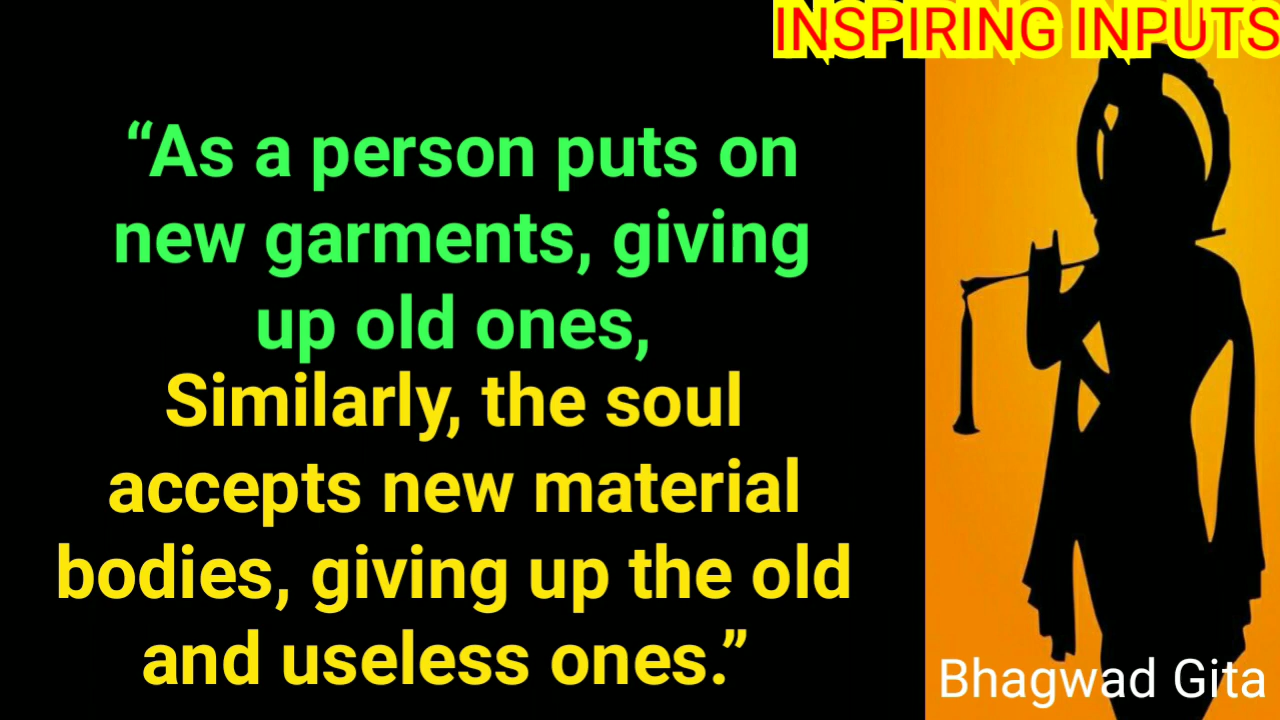 INSPIRING INPUTS
“As a person puts on
new garments, giving
up old ones,
Similarly, the soul
accepts new material
bodies, giving up the old
and useless ones.”
Bhagwad Gita